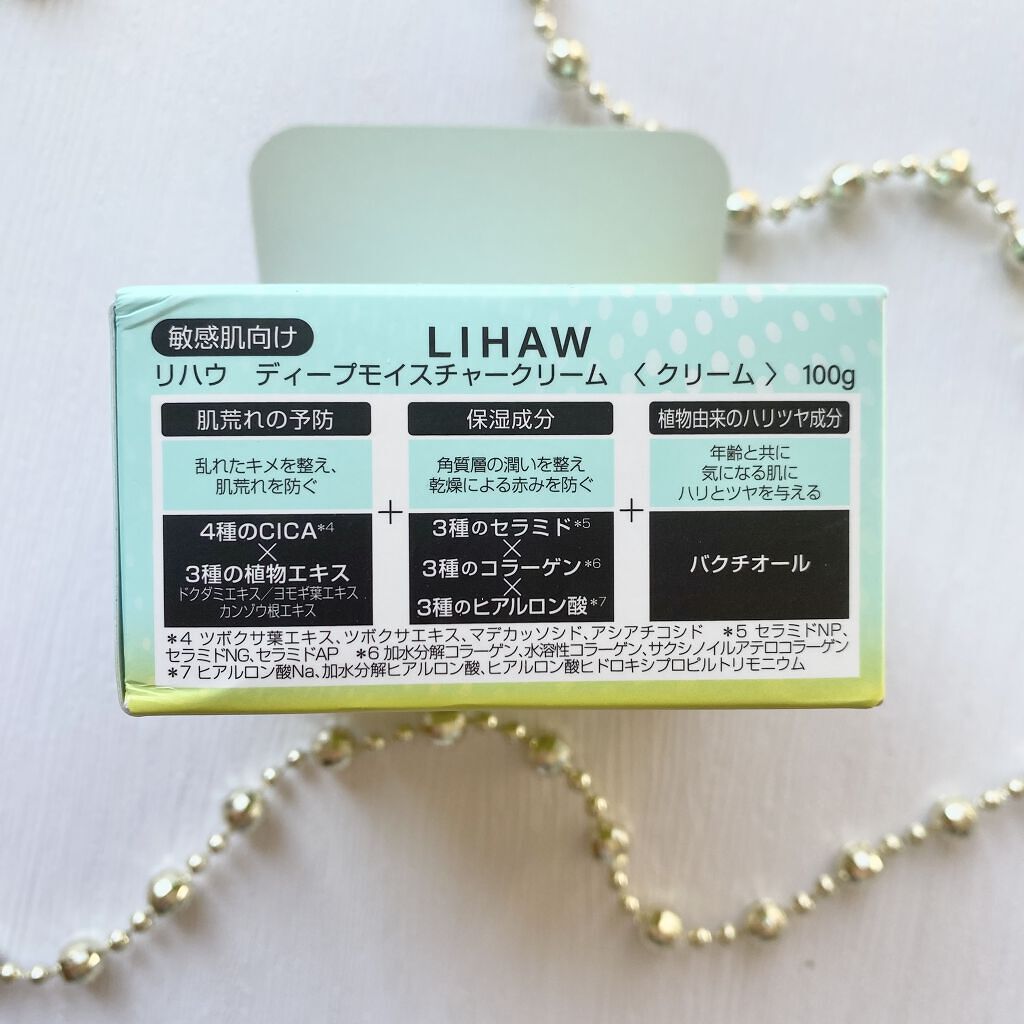 敏感肌向け
LIHAW
リハウ　ディープモイスチャークリーム 〈 クリーム 〉 100g
肌荒れの予防
乱れたキメを整え、
肌荒れを防ぐ
4種のCICA*4
×
3種の植物エキス
ドクダミエキス／ヨモギ葉エキス
カンゾウ根エキス
+
保湿成分
角質層の潤いを整え
乾燥による赤みを防ぐ
3種のセラミド*5
×
3種のコラーゲン*6
×
3種のヒアルロン酸*7
+
植物由来のハリツヤ成分
年齢と共に
気になる肌に
ハリとツヤを与える
バクチオール
*4 ツボクサ葉エキス、ツボクサエキス、マデカッソシド、アシアチコシド　*5 セラミドNP、
セラミドNG、セラミドAP　*6 加水分解コラーゲン、水溶性コラーゲン、サクシノイルアテロコラーゲン
*7 ヒアルロン酸Na、加水分解ヒアルロン酸、ヒアルロン酸ヒドロキシプロピルトリモニウム